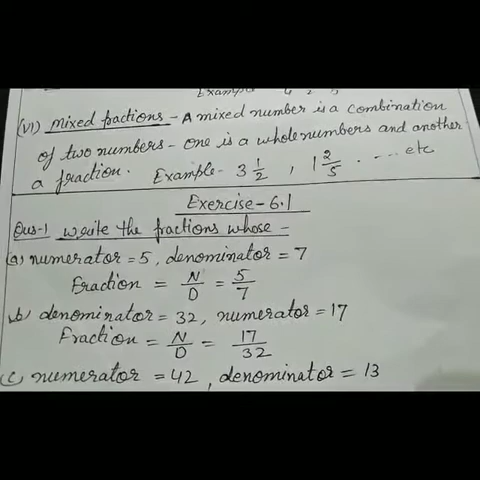 Example
(VI) mixed fractions - A mixed number is a combination
of two numbers - one is a whole numbers and another
a fraction. Example - 3 1/2 , 1 2/5 . ... etc
Exercise - 6.1
Ques-1 write the fractions whose -
(a) numerator = 5, denominator = 7
Fraction = N/D = 5/7
(b) denominator = 32, numerator = 17
Fraction = N/D = 17/32
(c) numerator = 42, denominator = 13